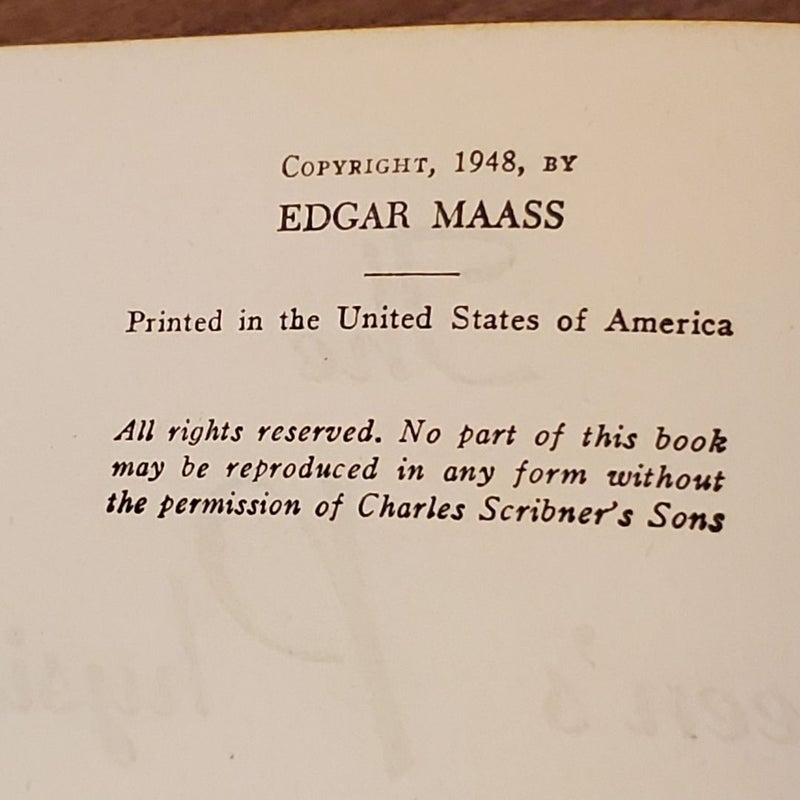 COPYRIGHT, 1948, BY
EDGAR MAASS
Printed in the United States of America
All rights reserved. No part of this book
may be reproduced in any form without
the permission of Charles Scribner's Sons